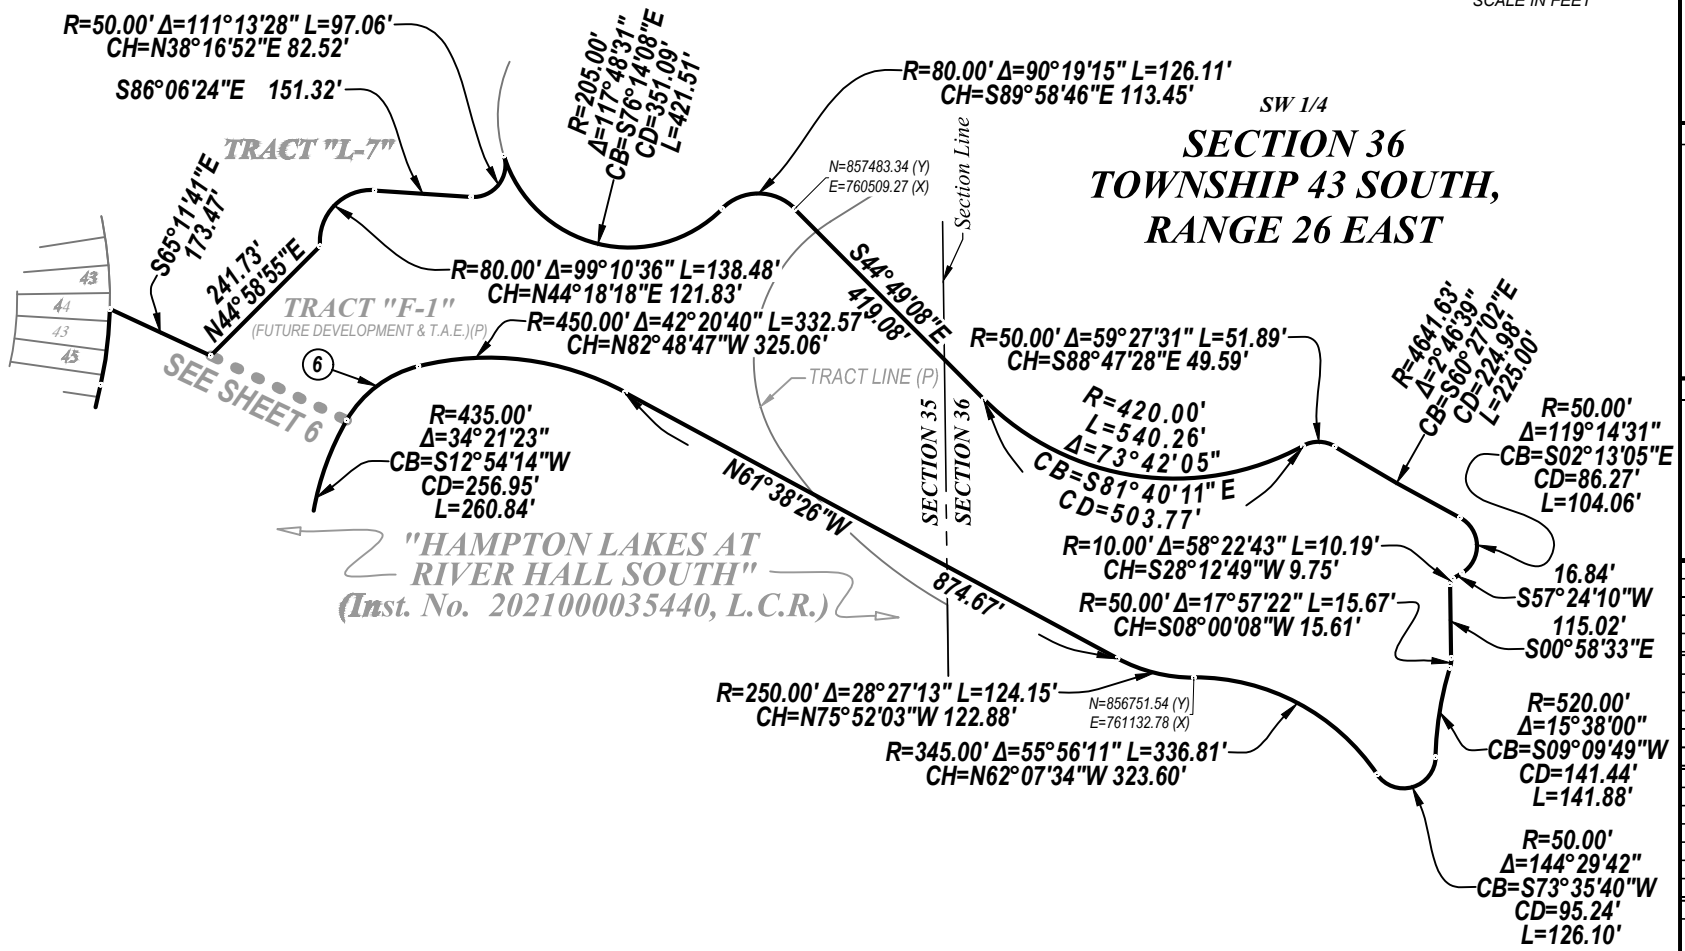 SCALE IN FEET
R=50.00' Δ=111°13'28" L=97.06'
CH=N38°16'52"E 82.52'
S86°06'24"E 151.32'
TRACT "L-7"
R=205.00'
Δ=117°48'31"
CB=S76°14'08"E
CD=351.09'
L=421.51'
R=80.00' Δ=90°19'15" L=126.11'
CH=S89°58'46"E 113.45'
SW 1/4
SECTION 36
TOWNSHIP 43 SOUTH,
RANGE 26 EAST
N=857483.34 (Y)
E=760509.27 (X)
Section Line
S65°11'41"E
173.47'
241.73'
N44°58'55"E
43
44
43
45
R=80.00' Δ=99°10'36" L=138.48'
CH=N44°18'18"E 121.83'
TRACT "F-1"
(FUTURE DEVELOPMENT & T.A.E.)(P)
R=450.00' Δ=42°20'40" L=332.57'
CH=N82°48'47"W 325.06'
6
SEE SHEET 6
S44°49'08"E
419.08'
TRACT LINE (P)
R=50.00' Δ=59°27'31" L=51.89'
CH=S88°47'28"E 49.59'
R=4641.63'
Δ=2°46'39"
CB=S60°27'02"E
CD=224.98'
L=225.00'
R=420.00'
L=540.26'
Δ=73°42'05"
CB=S81°40'11"E
CD=503.77'
R=50.00'
Δ=119°14'31"
CB=S02°13'05"E
CD=86.27'
L=104.06'
R=435.00'
Δ=34°21'23"
CB=S12°54'14"W
CD=256.95'
L=260.84'
SECTION 35
SECTION 36
N61°38'26"W
874.67'
"HAMPTON LAKES AT
RIVER HALL SOUTH"
(Inst. No. 2021000035440, L.C.R.)
R=10.00' Δ=58°22'43" L=10.19'
CH=S28°12'49"W 9.75'
16.84'
S57°24'10"W
R=50.00' Δ=17°57'22" L=15.67'
CH=S08°00'08"W 15.61'
115.02'
S00°58'33"E
R=250.00' Δ=28°27'13" L=124.15'
CH=N75°52'03"W 122.88'
N=856751.54 (Y)
E=761132.78 (X)
R=345.00' Δ=55°56'11" L=336.81'
CH=N62°07'34"W 323.60'
R=520.00'
Δ=15°38'00"
CB=S09°09'49"W
CD=141.44'
L=141.88'
R=50.00'
Δ=144°29'42"
CB=S73°35'40"W
CD=95.24'
L=126.10'